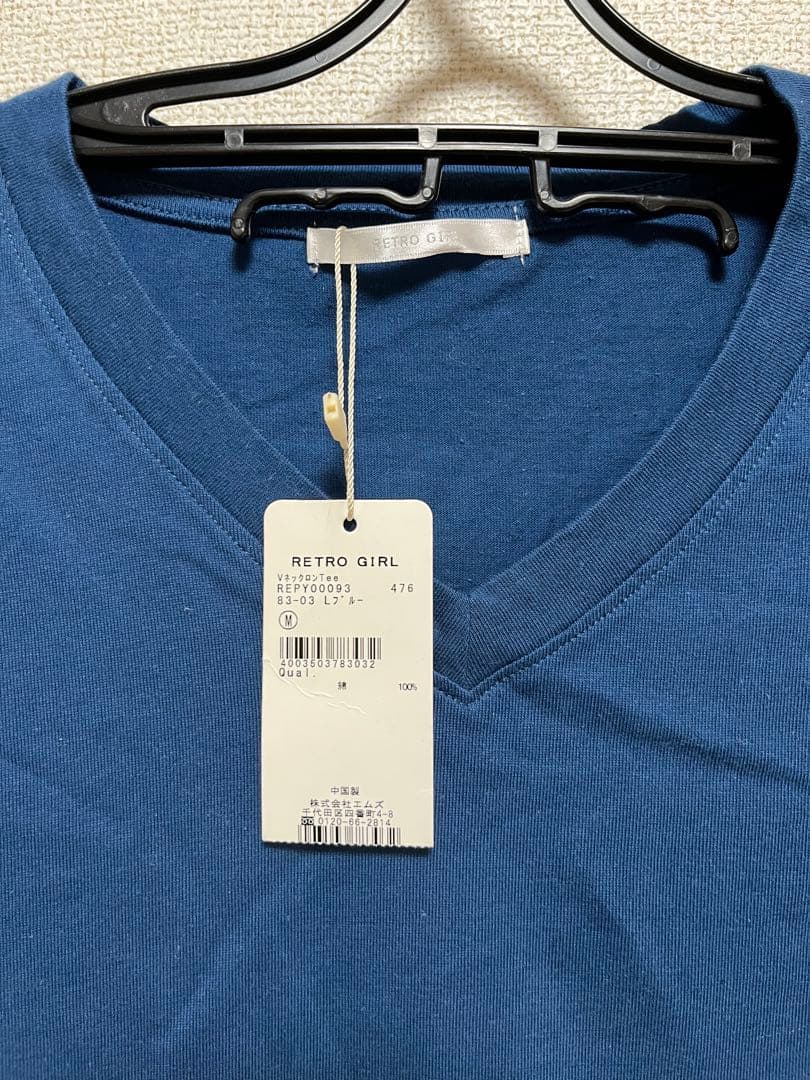 RETRO GIRL
RETRO GIRL
VネックロンTee
REPY00093 476
83-03 Lブルー
M
4003503783032
Qual.
綿 100%
中国製
株式会社エムズ
千代田区四番町4-8
0120-66-2814